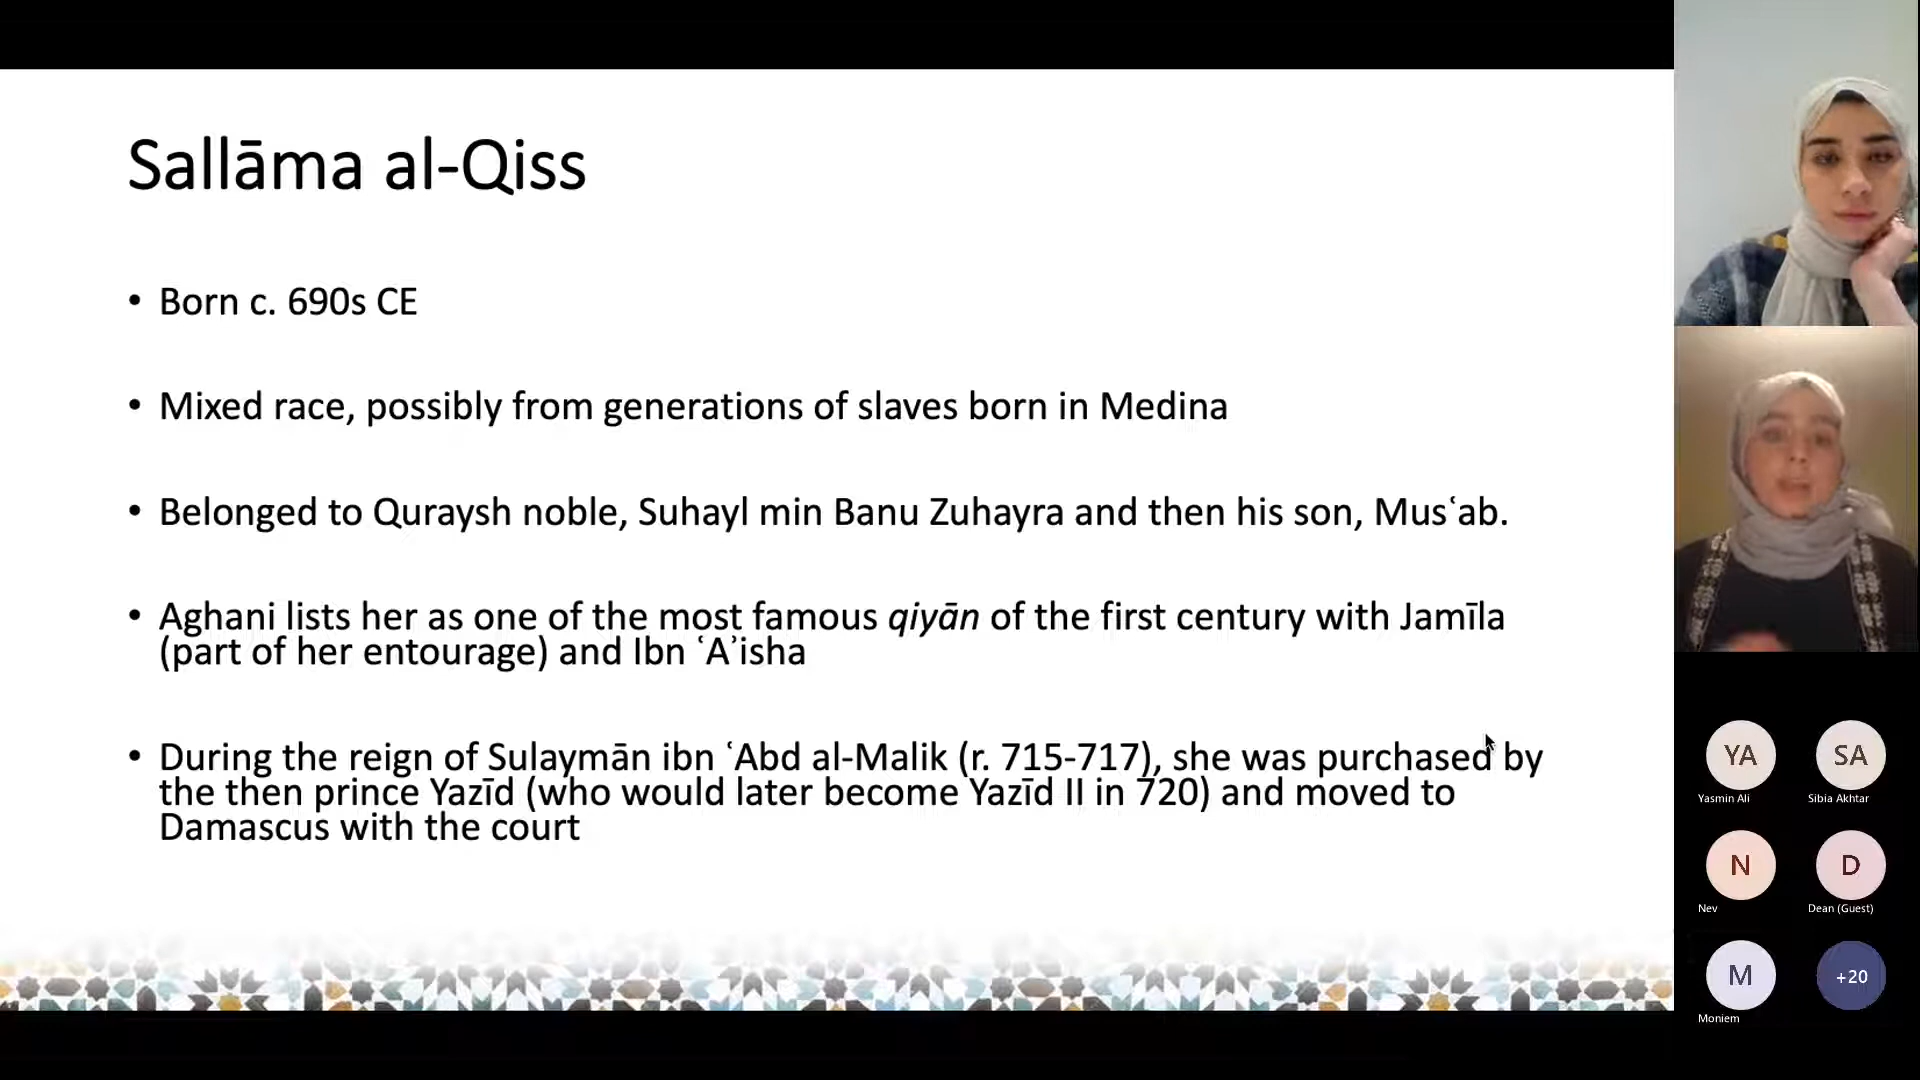 Sallāma al-Qiss
• Born c. 690s CE
• Mixed race, possibly from generations of slaves born in Medina
• Belonged to Quraysh noble, Suhayl min Banu Zuhayra and then his son, Musʿab.
• Aghani lists her as one of the most famous qiyān of the first century with Jamīla
(part of her entourage) and Ibn ʿAʾisha
• During the reign of Sulaymān ibn ʿAbd al-Malik (r. 715-717), she was purchased by
the then prince Yazīd (who would later become Yazīd II in 720) and moved to
Damascus with the court
YA
SA
Yasmin Ali
Sibia Akhtar
N
D
Nev
Dean (Guest)
M
+20
Moniem